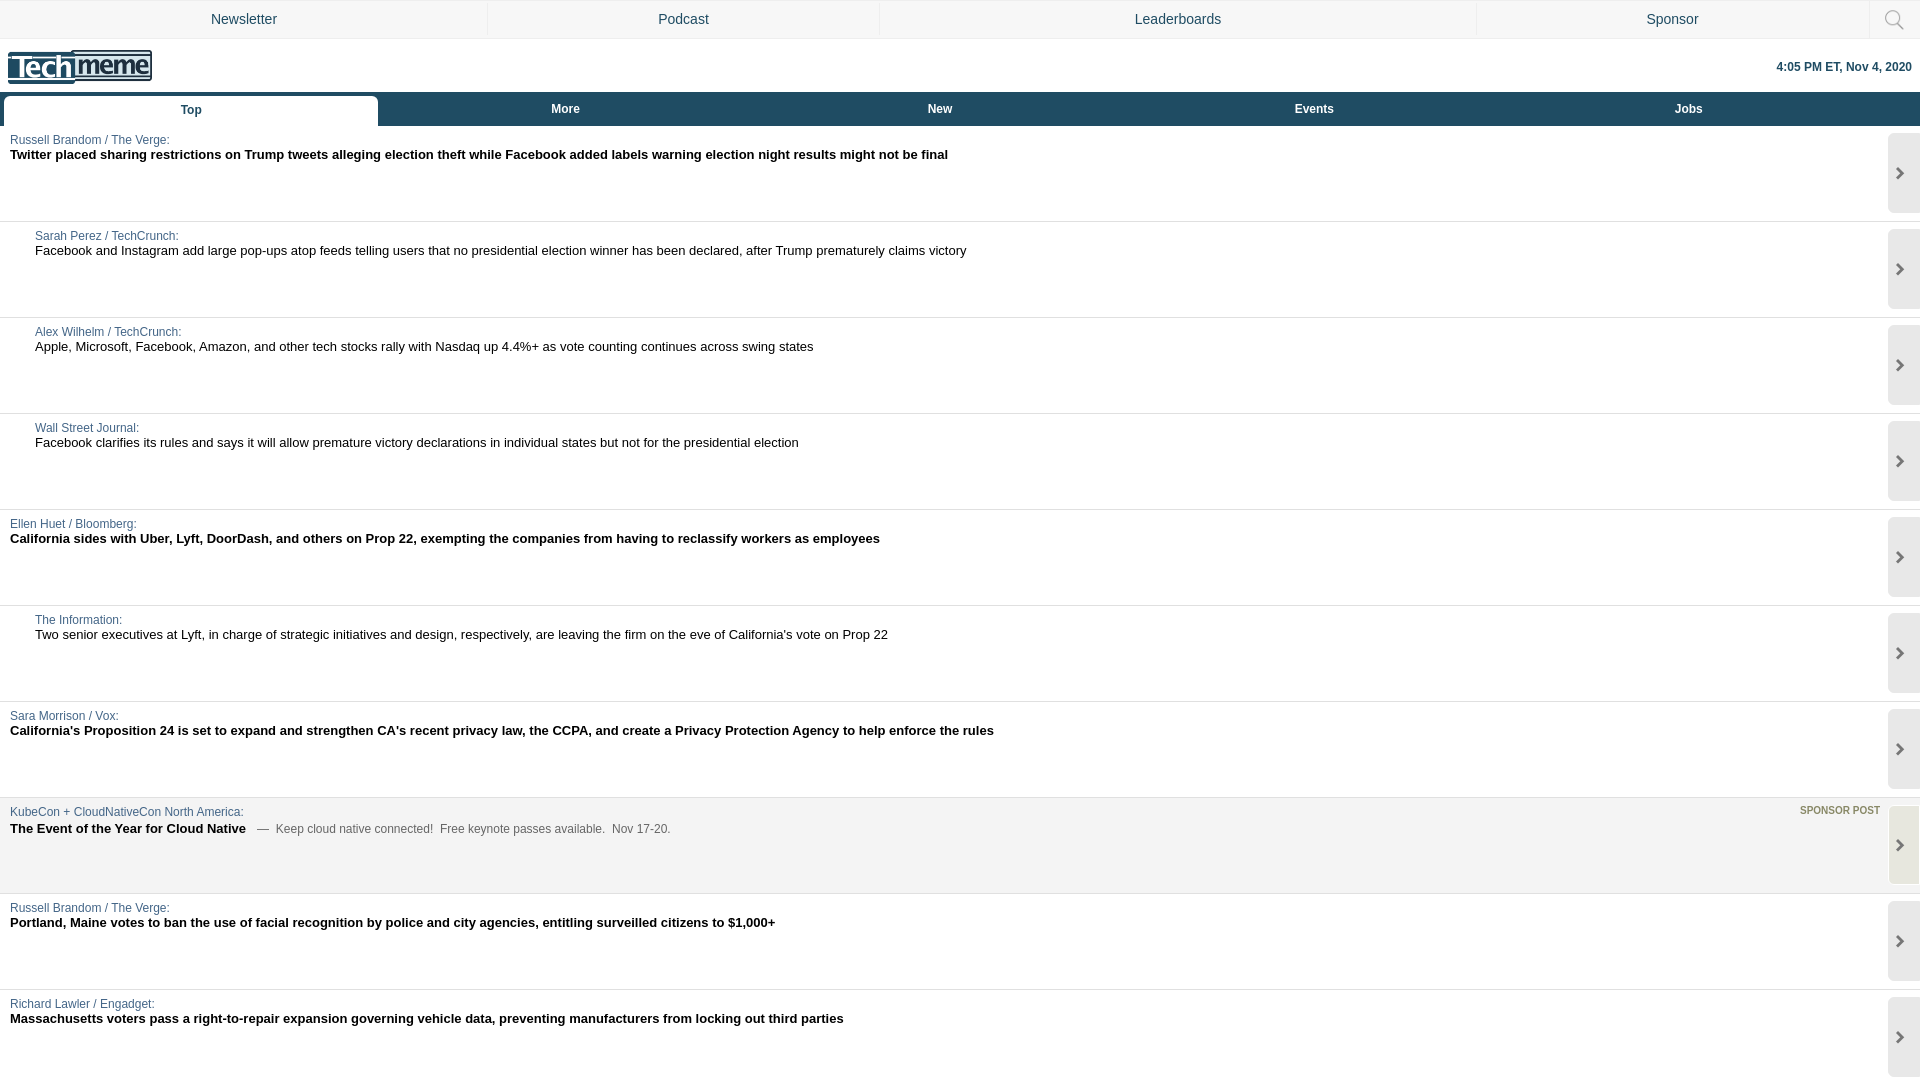 Newsletter
Podcast
Leaderboards
Sponsor
Techmeme
4:05 PM ET, Nov 4, 2020
Top
More
New
Events
Jobs
Russell Brandom / The Verge:
Twitter placed sharing restrictions on Trump tweets alleging election theft while Facebook added labels warning election night results might not be final
Sarah Perez / TechCrunch:
Facebook and Instagram add large pop-ups atop feeds telling users that no presidential election winner has been declared, after Trump prematurely claims victory
Alex Wilhelm / TechCrunch:
Apple, Microsoft, Facebook, Amazon, and other tech stocks rally with Nasdaq up 4.4%+ as vote counting continues across swing states
Wall Street Journal:
Facebook clarifies its rules and says it will allow premature victory declarations in individual states but not for the presidential election
Ellen Huet / Bloomberg:
California sides with Uber, Lyft, DoorDash, and others on Prop 22, exempting the companies from having to reclassify workers as employees
The Information:
Two senior executives at Lyft, in charge of strategic initiatives and design, respectively, are leaving the firm on the eve of California's vote on Prop 22
Sara Morrison / Vox:
California's Proposition 24 is set to expand and strengthen CA's recent privacy law, the CCPA, and create a Privacy Protection Agency to help enforce the rules
KubeCon + CloudNativeCon North America:
SPONSOR POST
The Event of the Year for Cloud Native — Keep cloud native connected! Free keynote passes available. Nov 17-20.
Russell Brandom / The Verge:
Portland, Maine votes to ban the use of facial recognition by police and city agencies, entitling surveilled citizens to $1,000+
Richard Lawler / Engadget:
Massachusetts voters pass a right-to-repair expansion governing vehicle data, preventing manufacturers from locking out third parties